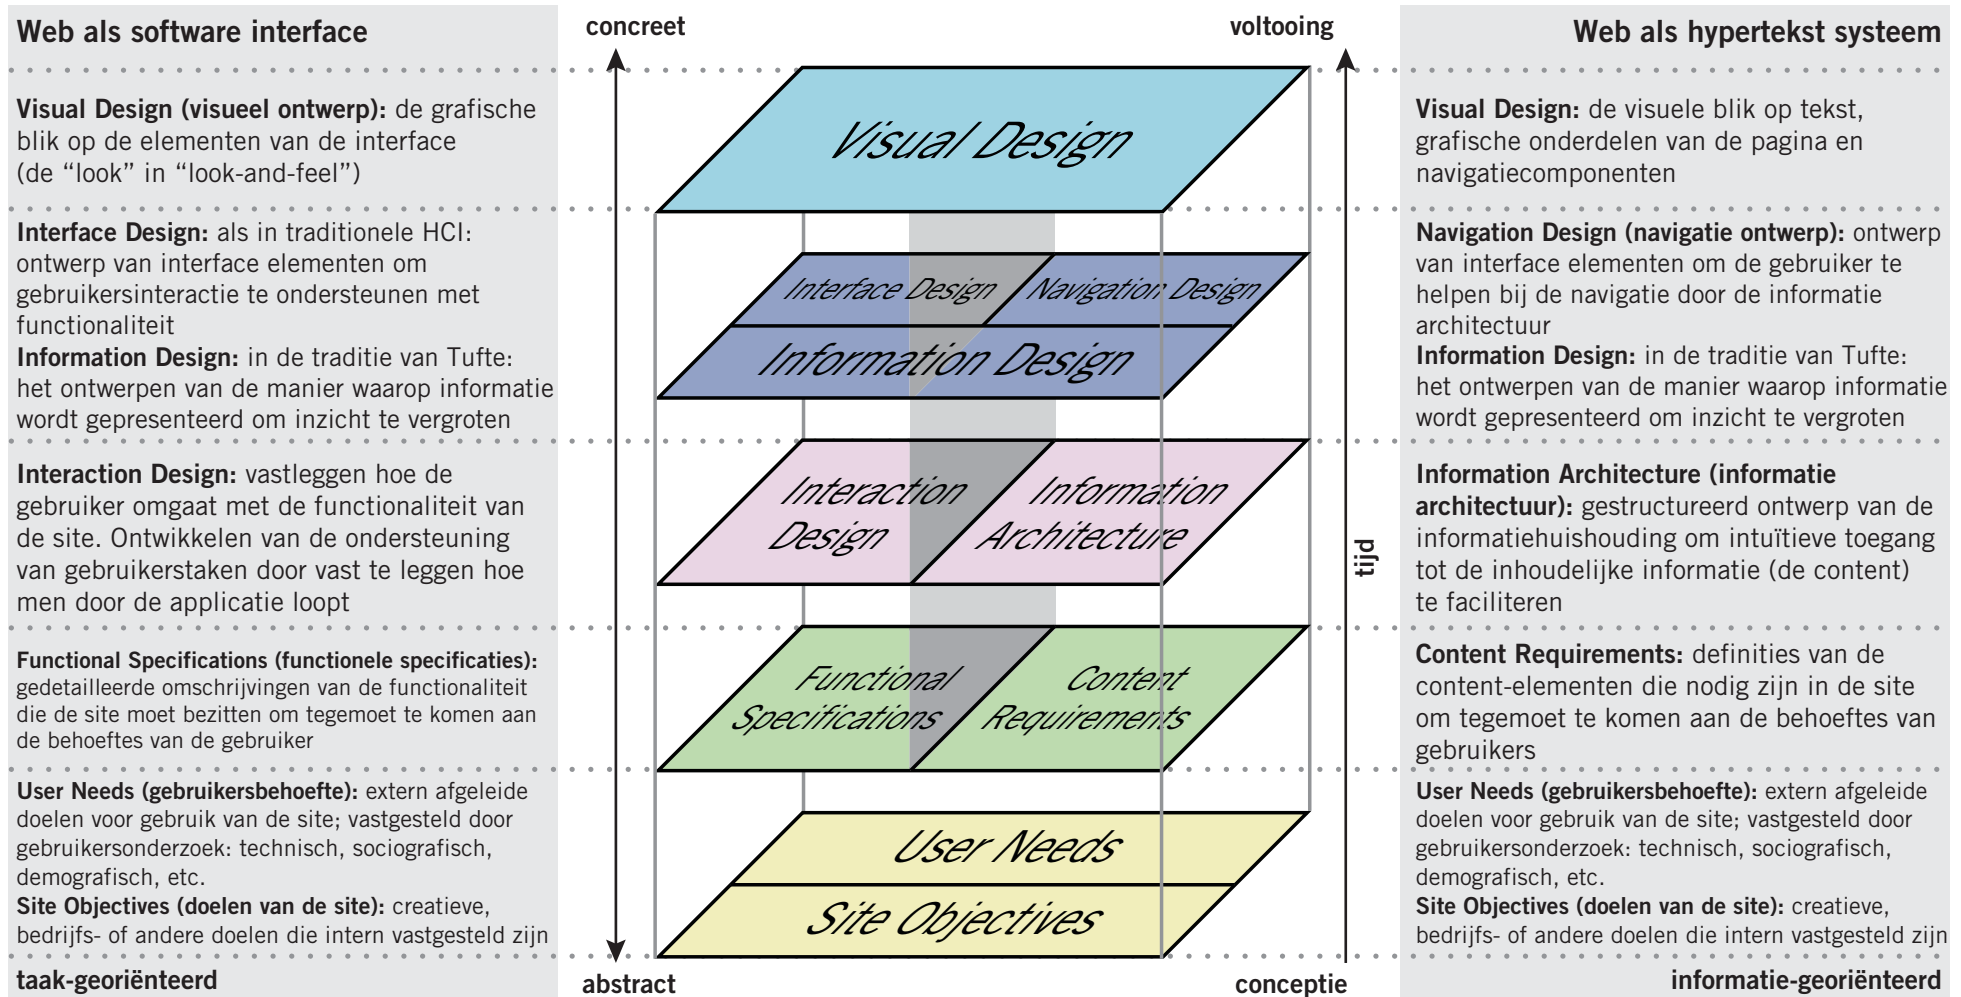 Web als software interface
Visual Design (visueel ontwerp): de grafische
blik op de elementen van de interface
(de “look” in “look-and-feel”)
Interface Design: als in traditionele HCI:
ontwerp van interface elementen om
gebruikersinteractie te ondersteunen met
functionaliteit
Information Design: in de traditie van Tufte:
het ontwerpen van de manier waarop informatie
wordt gepresenteerd om inzicht te vergroten
Interaction Design: vastleggen hoe de
gebruiker omgaat met de functionaliteit van
de site. Ontwikkelen van de ondersteuning
van gebruikerstaken door vast te leggen hoe
men door de applicatie loopt
Functional Specifications (functionele specificaties):
gedetailleerde omschrijvingen van de functionaliteit
die de site moet bezitten om tegemoet te komen aan
de behoeftes van de gebruiker
User Needs (gebruikersbehoefte): extern afgeleide
doelen voor gebruik van de site; vastgesteld door
gebruikersonderzoek: technisch, sociografisch,
demografisch, etc.
Site Objectives (doelen van de site): creatieve,
bedrijfs- of andere doelen die intern vastgesteld zijn
taak-georiënteerd
concreet
voltooing
Visual Design
Interface Design
Navigation Design
Information Design
Interaction
Design
Information
Architecture
Functional
Specifications
Content
Requirements
User Needs
Site Objectives
tijd
abstract
conceptie
Web als hypertekst systeem
Visual Design: de visuele blik op tekst,
grafische onderdelen van de pagina en
navigatiecomponenten
Navigation Design (navigatie ontwerp): ontwerp
van interface elementen om de gebruiker te
helpen bij de navigatie door de informatie
architectuur
Information Design: in de traditie van Tufte:
het ontwerpen van de manier waarop informatie
wordt gepresenteerd om inzicht te vergroten
Information Architecture (informatie
architectuur): gestructureerd ontwerp van de
informatiehuishouding om intuïtieve toegang
tot de inhoudelijke informatie (de content)
te faciliteren
Content Requirements: definities van de
content-elementen die nodig zijn in de site
om tegemoet te komen aan de behoeftes van
gebruikers
User Needs (gebruikersbehoefte): extern afgeleide
doelen voor gebruik van de site; vastgesteld door
gebruikersonderzoek: technisch, sociografisch,
demografisch, etc.
Site Objectives (doelen van de site): creatieve,
bedrijfs- of andere doelen die intern vastgesteld zijn
informatie-georiënteerd